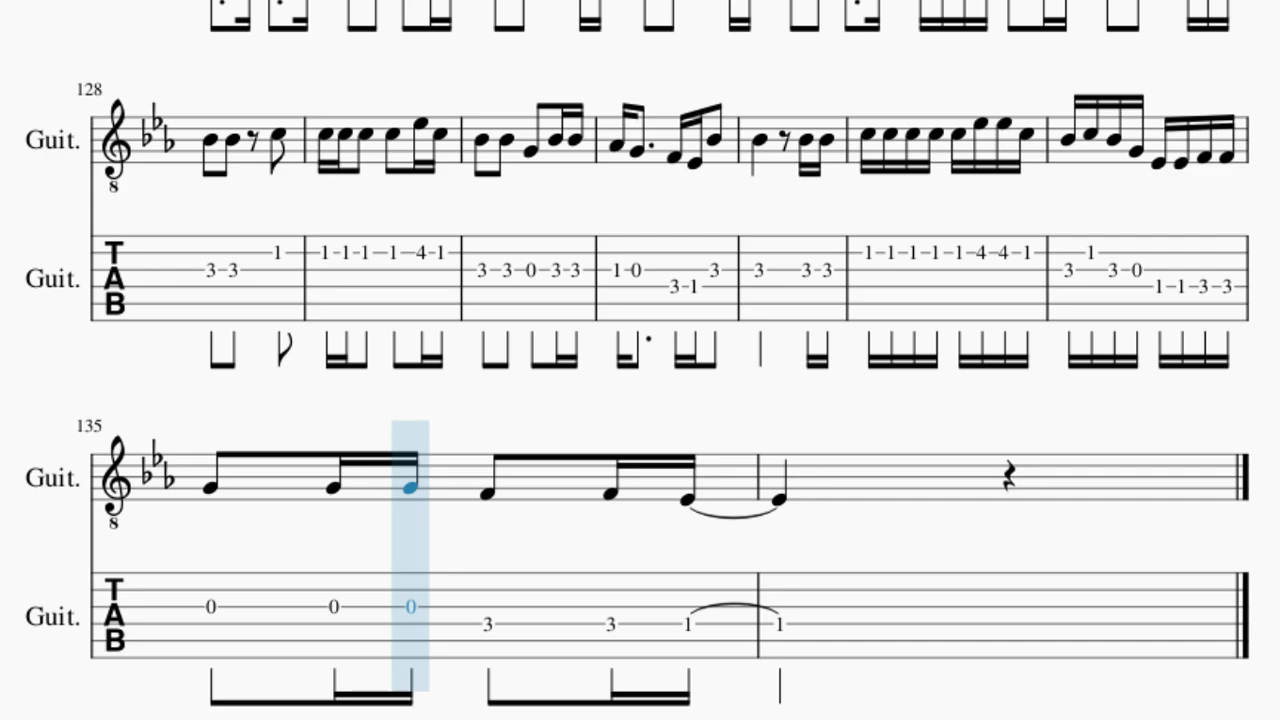 128
Guit.
8
Guit.
T
A
B
1 1-1-1 1 4-1 1 1-1-1-1-1-4-4-1 1
3-3 3-3-0-3-3 1-0 3 3 3-3 3 3-0
3-1 1-1-3-3
135
Guit.
8
Guit.
T
A
B
0 0 0
3 3 1 1